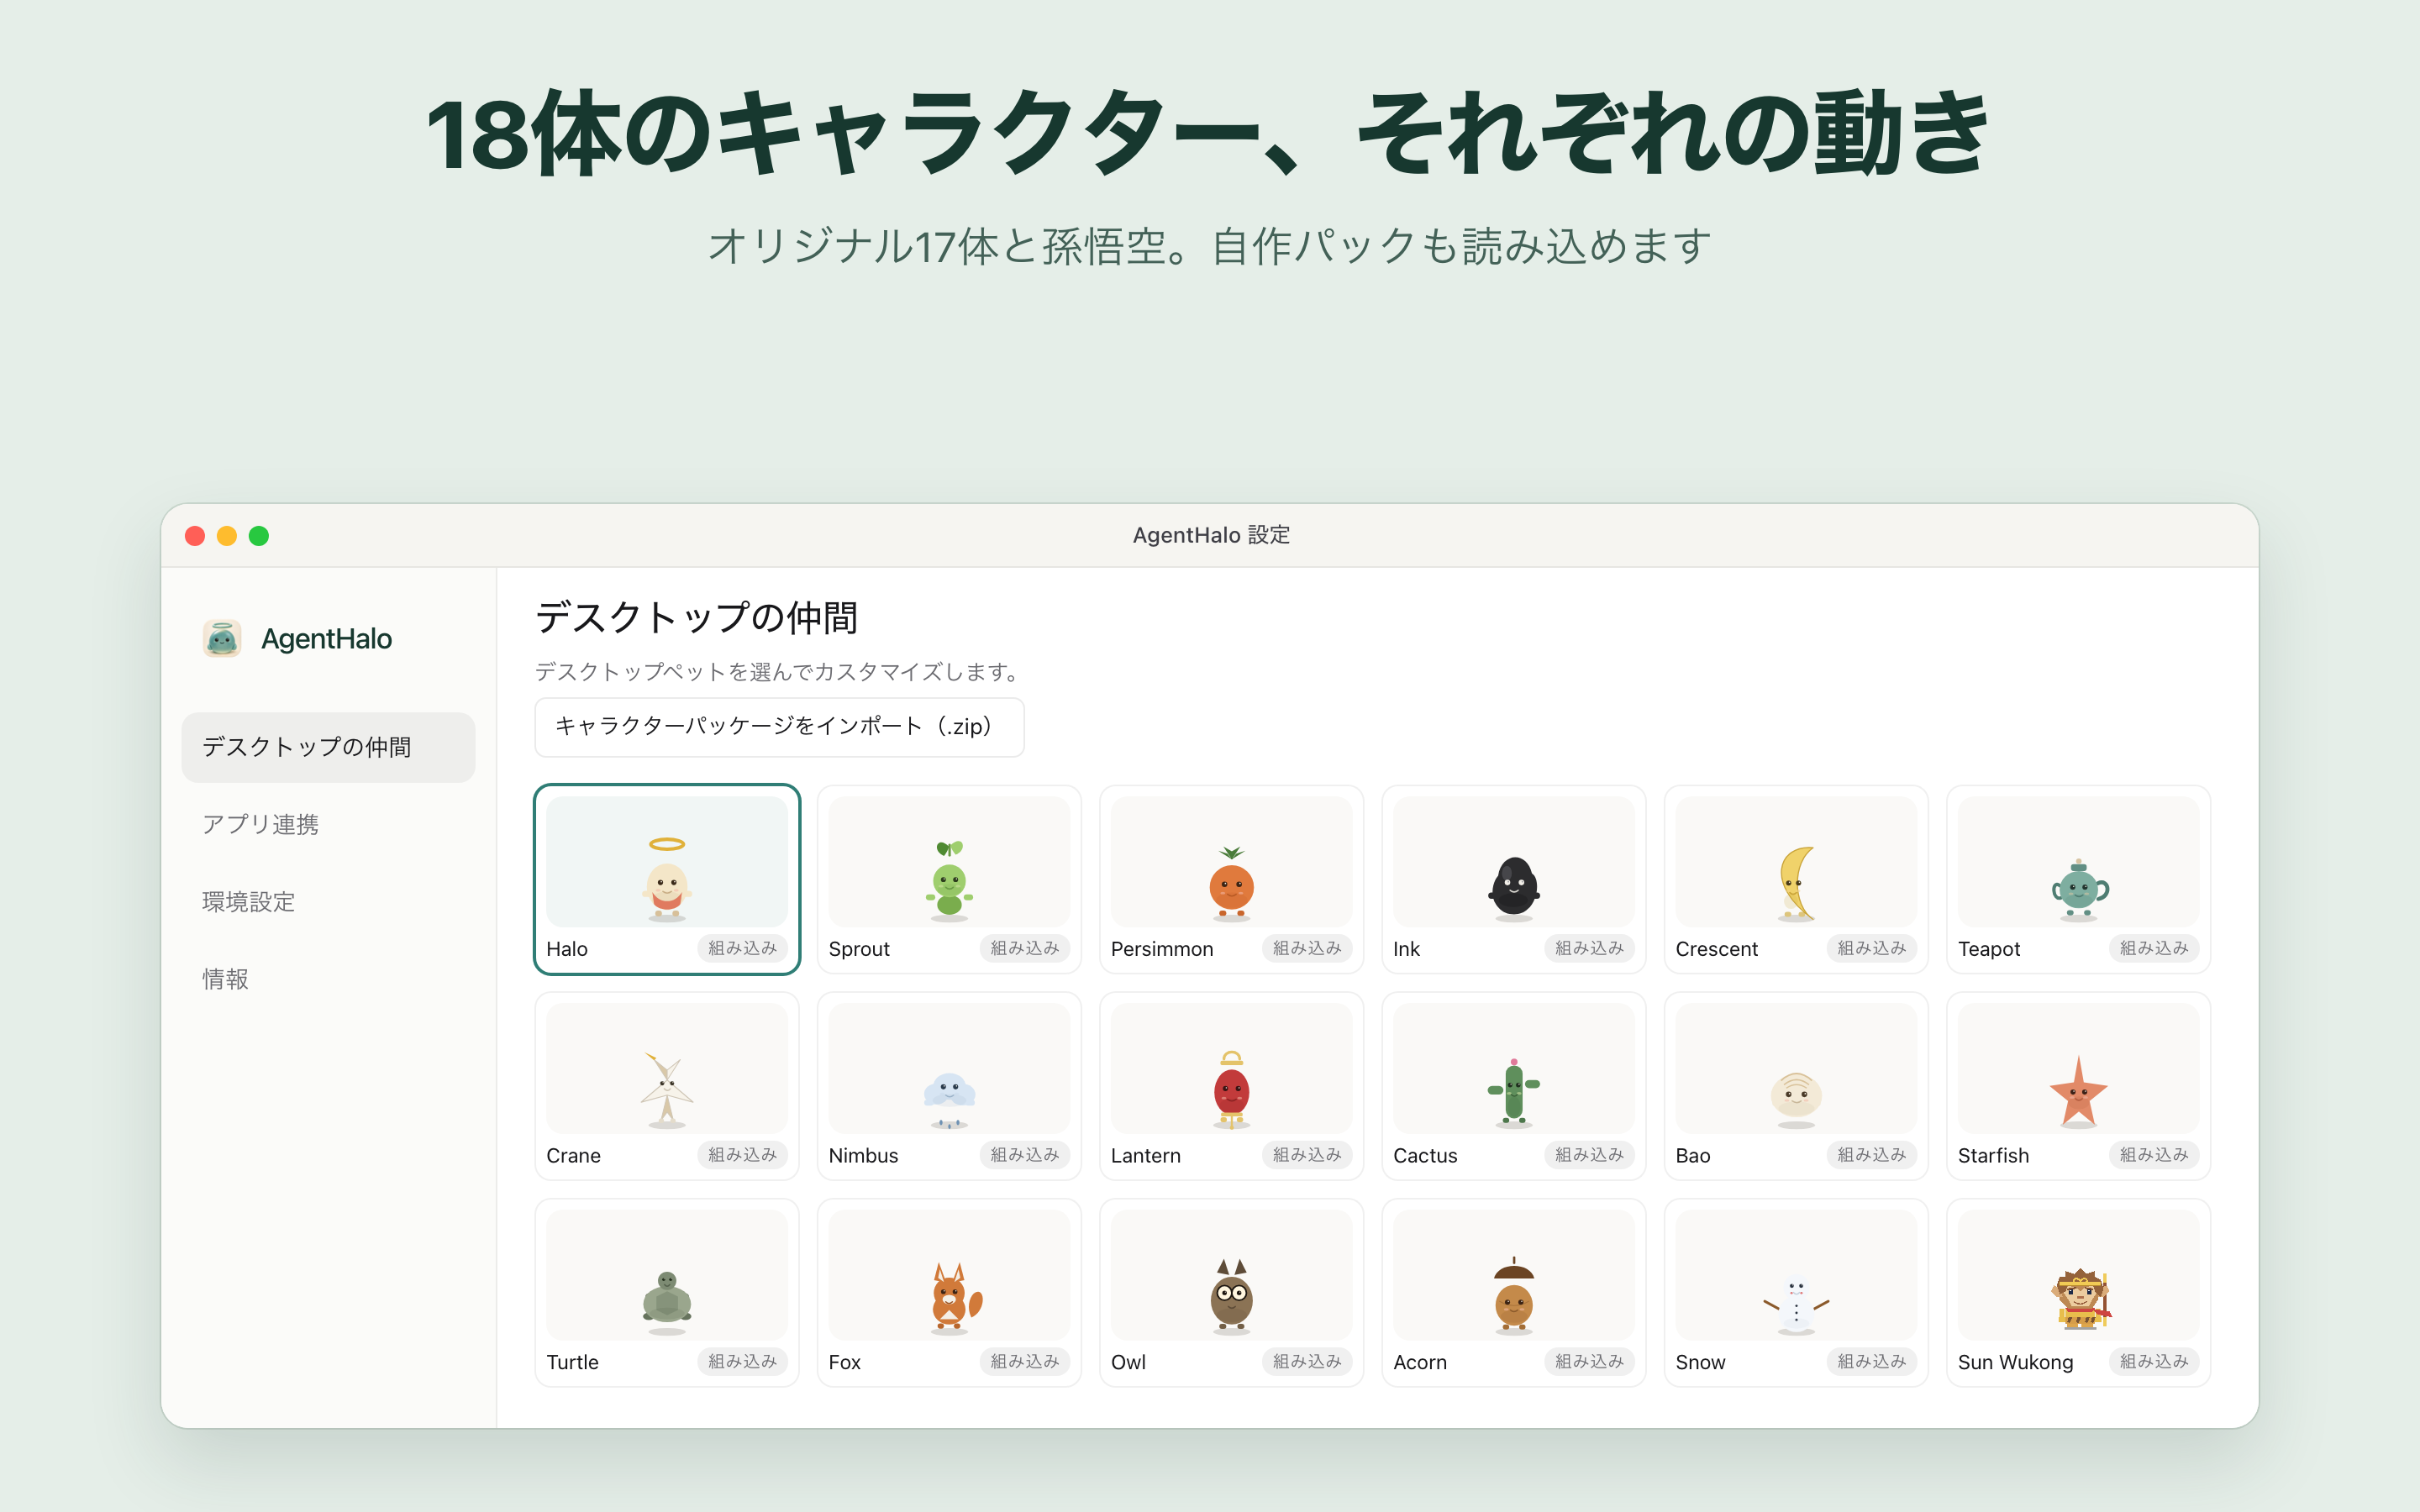 18体のキャラクター、それぞれの動き
オリジナル17体と孫悟空。自作パックも読み込めます
AgentHalo 設定
AgentHalo
デスクトップの仲間
アプリ連携
環境設定
情報
デスクトップの仲間
デスクトップペットを選んでカスタマイズします。
キャラクターパッケージをインポート（.zip）
Halo 組み込み
Sprout 組み込み
Persimmon 組み込み
Ink 組み込み
Crescent 組み込み
Teapot 組み込み
Crane 組み込み
Nimbus 組み込み
Lantern 組み込み
Cactus 組み込み
Bao 組み込み
Starfish 組み込み
Turtle 組み込み
Fox 組み込み
Owl 組み込み
Acorn 組み込み
Snow 組み込み
Sun Wukong 組み込み